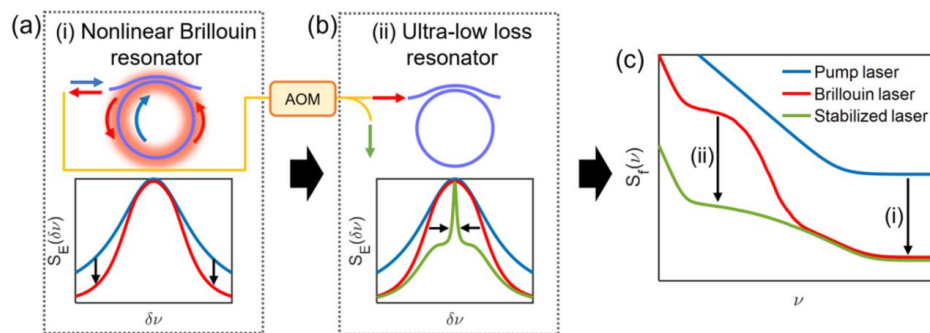 (a)
(i) Nonlinear Brillouin
resonator
(b)
(ii) Ultra-low loss
resonator
AOM
S_E(δν)
δν
S_E(δν)
δν
(c)
Pump laser
Brillouin laser
Stabilized laser
(ii)
(i)
S_f(ν)
ν